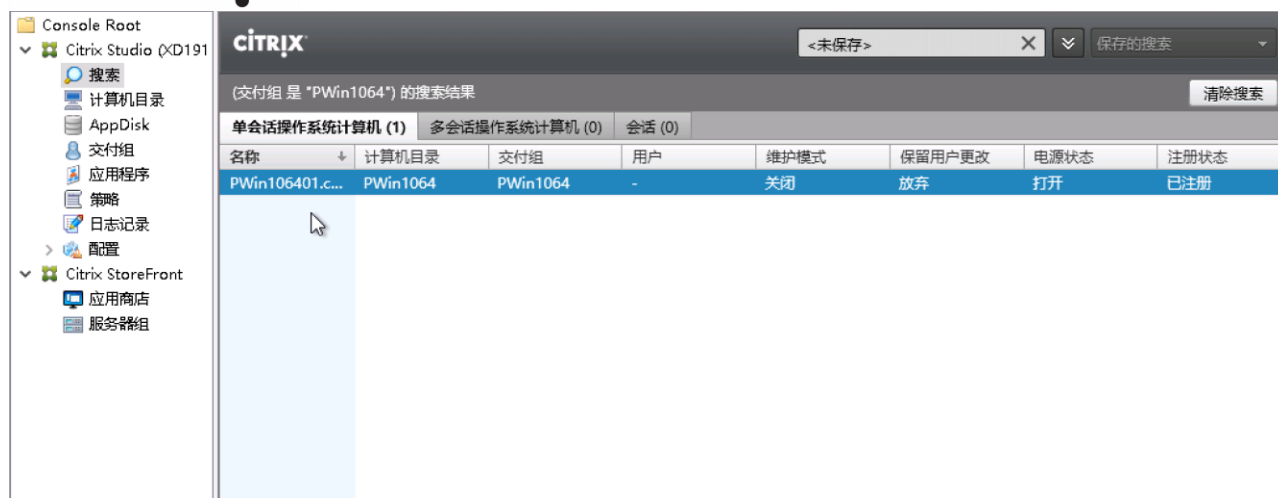 Console Root
Citrix Studio (XD191
搜索
计算机目录
AppDisk
交付组
应用程序
策略
日志记录
配置
Citrix StoreFront
应用商店
服务器组
CİTRIX
<未保存>
保存的搜索
(交付组 是 "PWin1064") 的搜索结果
清除搜索
单会话操作系统计算机 (1) 多会话操作系统计算机 (0) 会话 (0)
名称 计算机目录 交付组 用户 维护模式 保留用户更改 电源状态 注册状态
PWin106401.c... PWin1064 PWin1064 - 关闭 放弃 打开 已注册